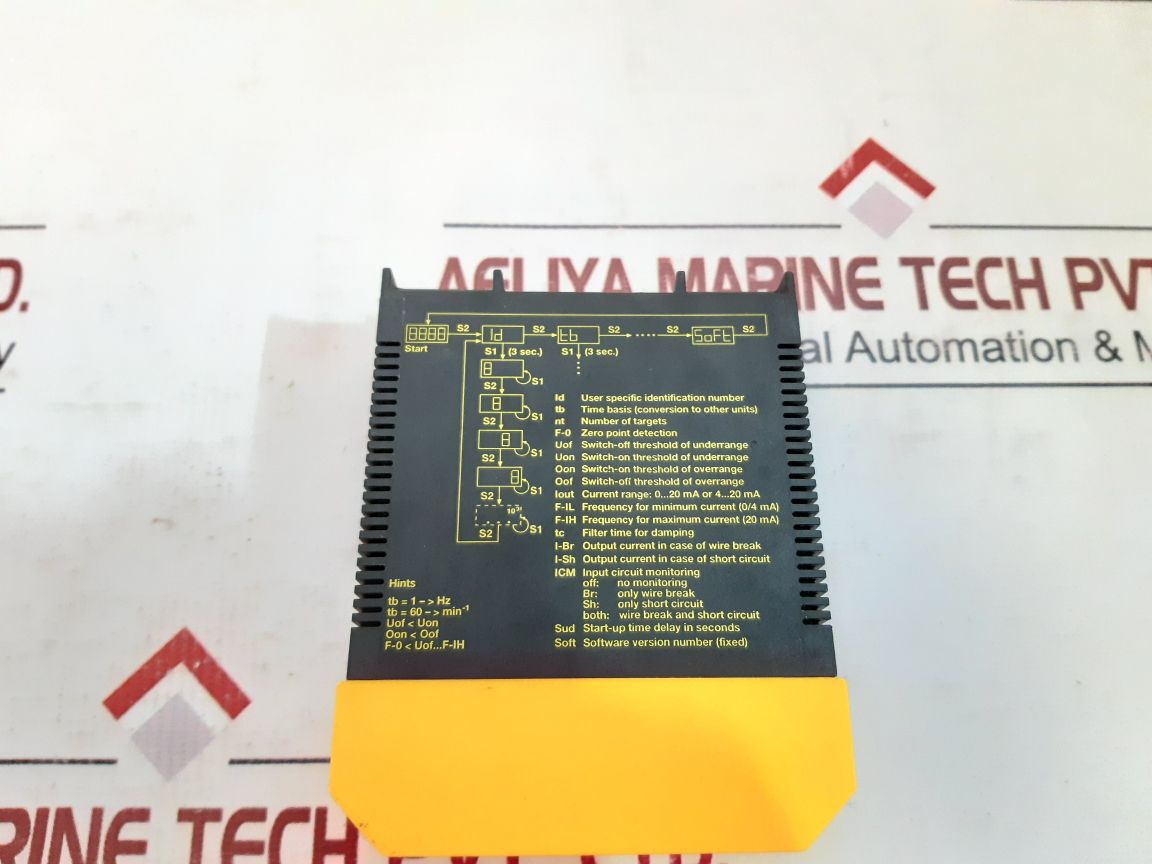 AELIYA MARINE TECH PVT
al Automation & M
D.
y
8888 S2 Id S2 tb S2 ..... S2 SoFt S2
Start
S1 (3 sec.) S1 (3 sec.)
8 S1
S2
8 S1
S2
8 S1
S2
8 S1
S2
S1
S2
Id User specific identification number
tb Time basis (conversion to other units)
nt Number of targets
F-0 Zero point detection
Uof Switch-off threshold of underrange
Uon Switch-on threshold of underrange
Oon Switch-on threshold of overrange
Oof Switch-off threshold of overrange
Iout Current range: 0...20 mA or 4...20 mA
F-IL Frequency for minimum current (0/4 mA)
F-IH Frequency for maximum current (20 mA)
tc Filter time for damping
I-Br Output current in case of wire break
I-Sh Output current in case of short circuit
ICM Input circuit monitoring
off: no monitoring
Br: only wire break
Sh: only short circuit
both: wire break and short circuit
Sud Start-up time delay in seconds
Soft Software version number (fixed)
Hints
tb = 1 -> Hz
tb = 60 -> min-1
Uof < Uon
Oon < Oof
F-0 < Uof...F-IH
RINE TECH PVT. LTD.